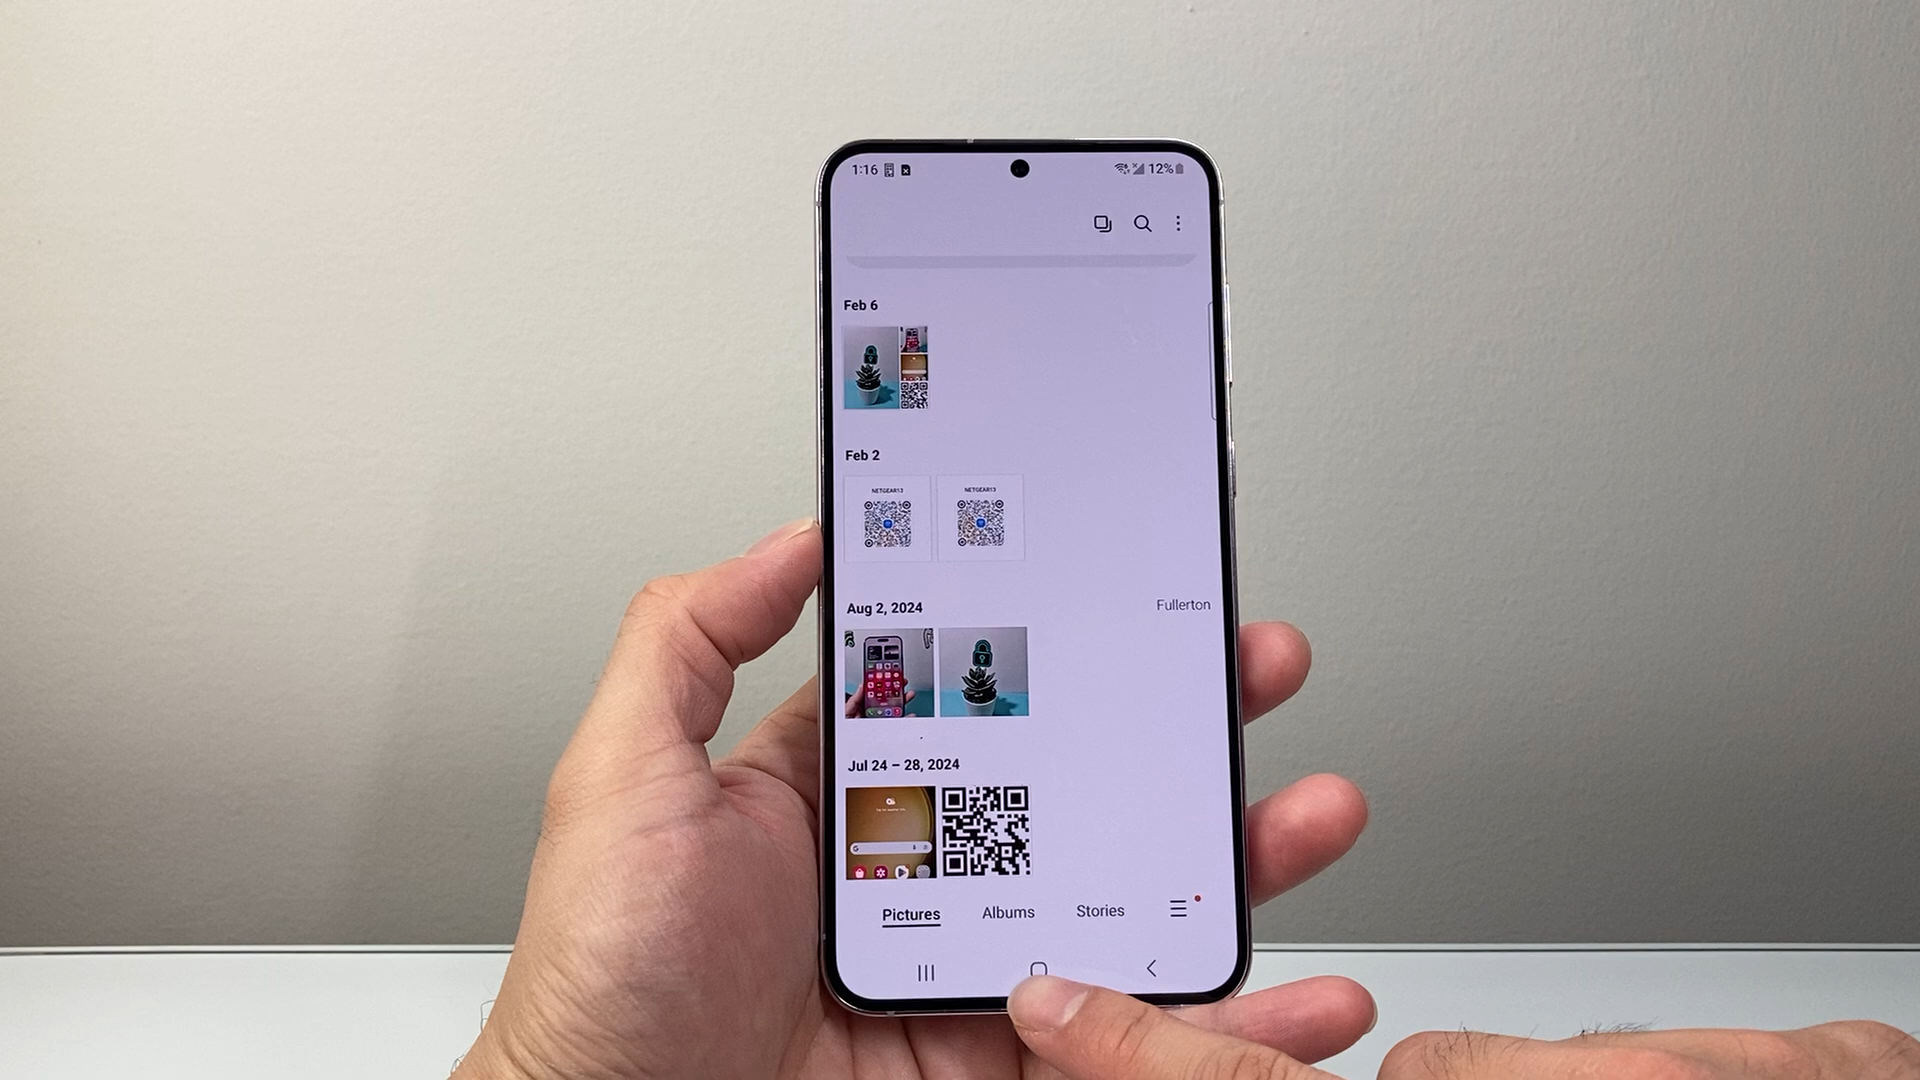 1:16
12%
Feb 6
Feb 2
NETGEAR13
NETGEAR13
Aug 2, 2024
Fullerton
Jul 24 – 28, 2024
G
Pictures
Albums
Stories